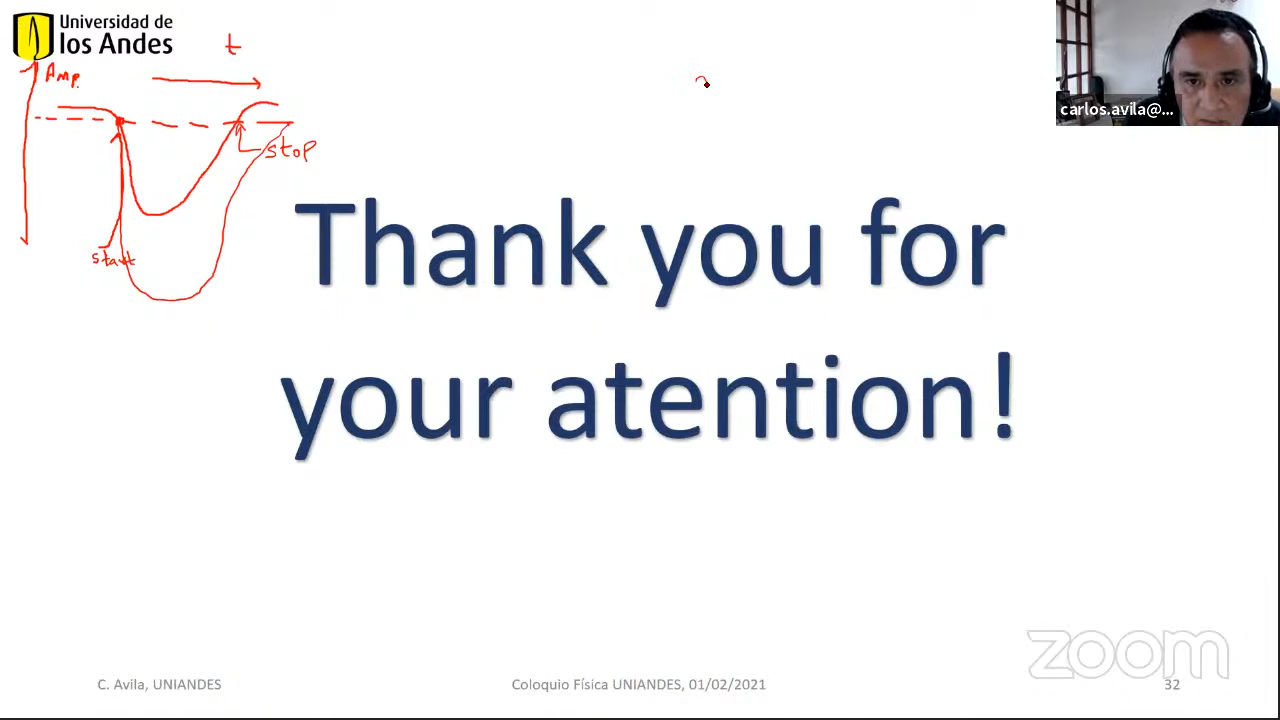 Universidad de
los Andes
t
Amp.
carlos.avila@...
stop
start
Thank you for
your atention!
zoom
C. Avila, UNIANDES
Coloquio Física UNIANDES, 01/02/2021
32